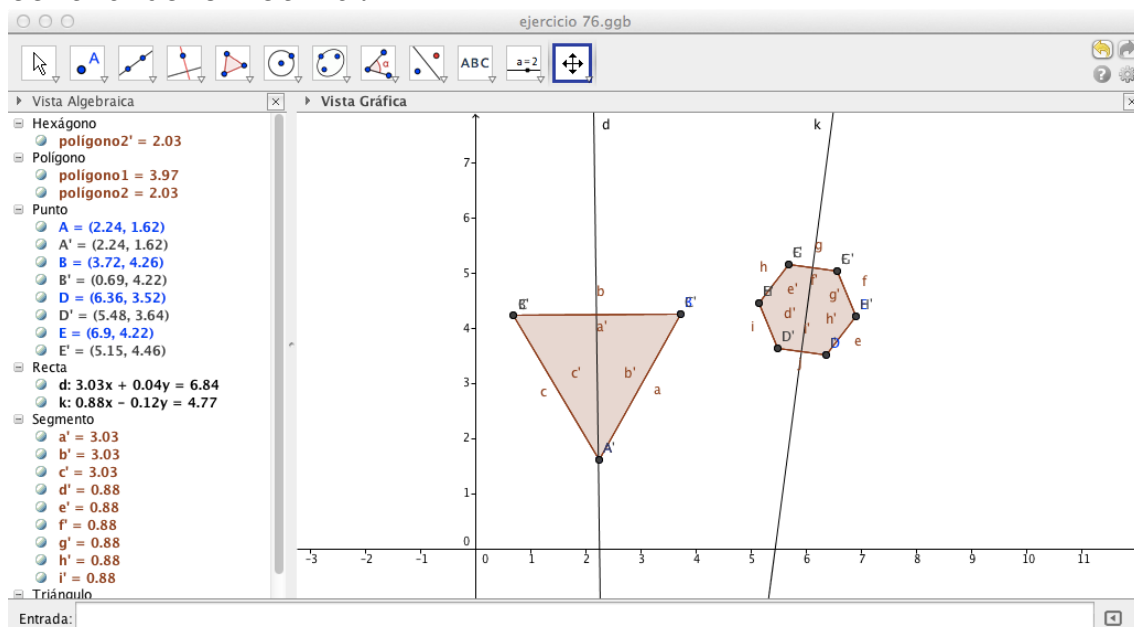 ejercicio 76.ggb
A ABC a=2
Vista Algebraica
Vista Gráfica
Hexágono
polígono2' = 2.03
Polígono
polígono1 = 3.97
polígono2 = 2.03
Punto
A = (2.24, 1.62)
A' = (2.24, 1.62)
B = (3.72, 4.26)
B' = (0.69, 4.22)
D = (6.36, 3.52)
D' = (5.48, 3.64)
E = (6.9, 4.22)
E' = (5.15, 4.46)
Recta
d: 3.03x + 0.04y = 6.84
k: 0.88x - 0.12y = 4.77
Segmento
a' = 3.03
b' = 3.03
c' = 3.03
d' = 0.88
e' = 0.88
f' = 0.88
g' = 0.88
h' = 0.88
i' = 0.88
Triángulo
d k
7
6
5
4
3
2
1
0
-3 -2 -1 0 1 2 3 4 5 6 7 8 9 10 11
b
a'
c' b'
c a
A'
g
h f
e' f'
g'
d' h'
i
D' D e
j
Entrada: